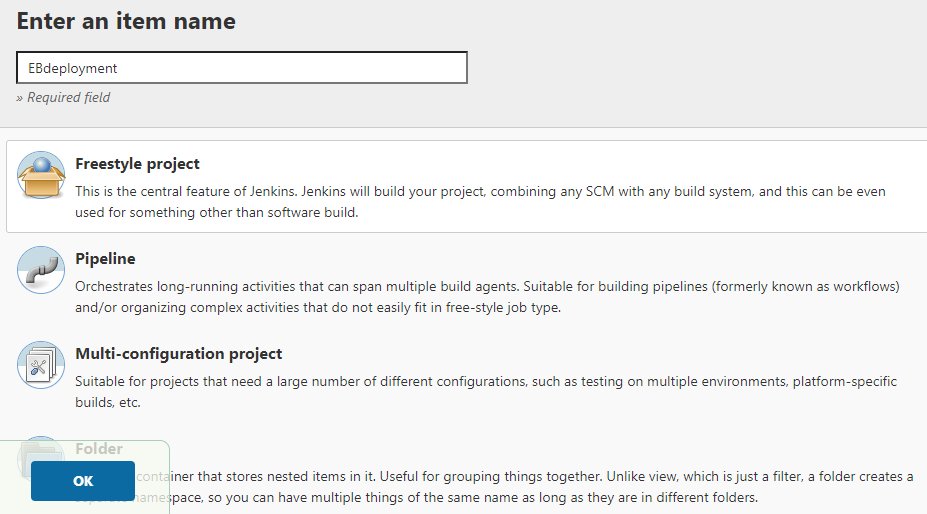 Enter an item name
EBdeployment
» Required field
Freestyle project
This is the central feature of Jenkins. Jenkins will build your project, combining any SCM with any build system, and this can be even
used for something other than software build.
Pipeline
Orchestrates long-running activities that can span multiple build agents. Suitable for building pipelines (formerly known as workflows)
and/or organizing complex activities that do not easily fit in free-style job type.
Multi-configuration project
Suitable for projects that need a large number of different configurations, such as testing on multiple environments, platform-specific
builds, etc.
Folder
container that stores nested items in it. Useful for grouping things together. Unlike view, which is just a filter, a folder creates a
namespace, so you can have multiple things of the same name as long as they are in different folders.
OK